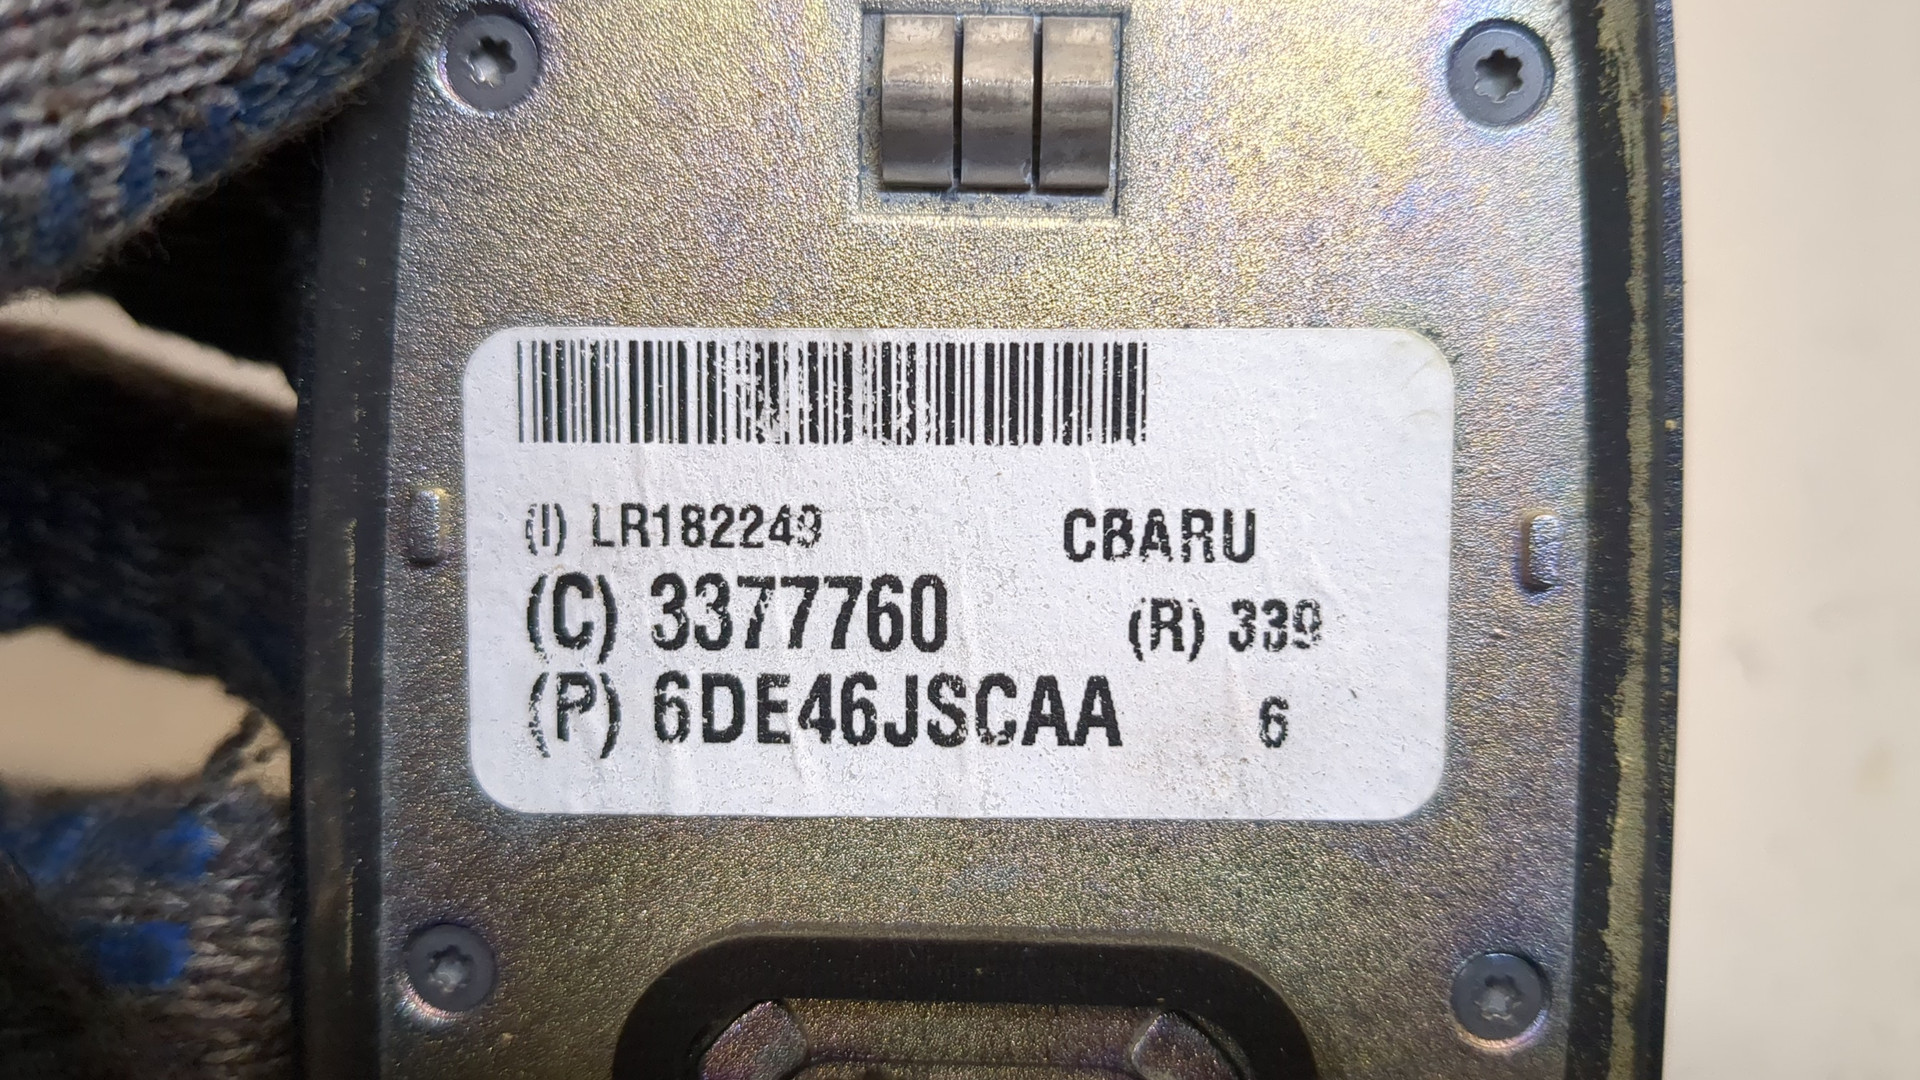 (I) LR182249 CBARU
(C) 3377760 (R) 339
(P) 6DE46JSCAA 6